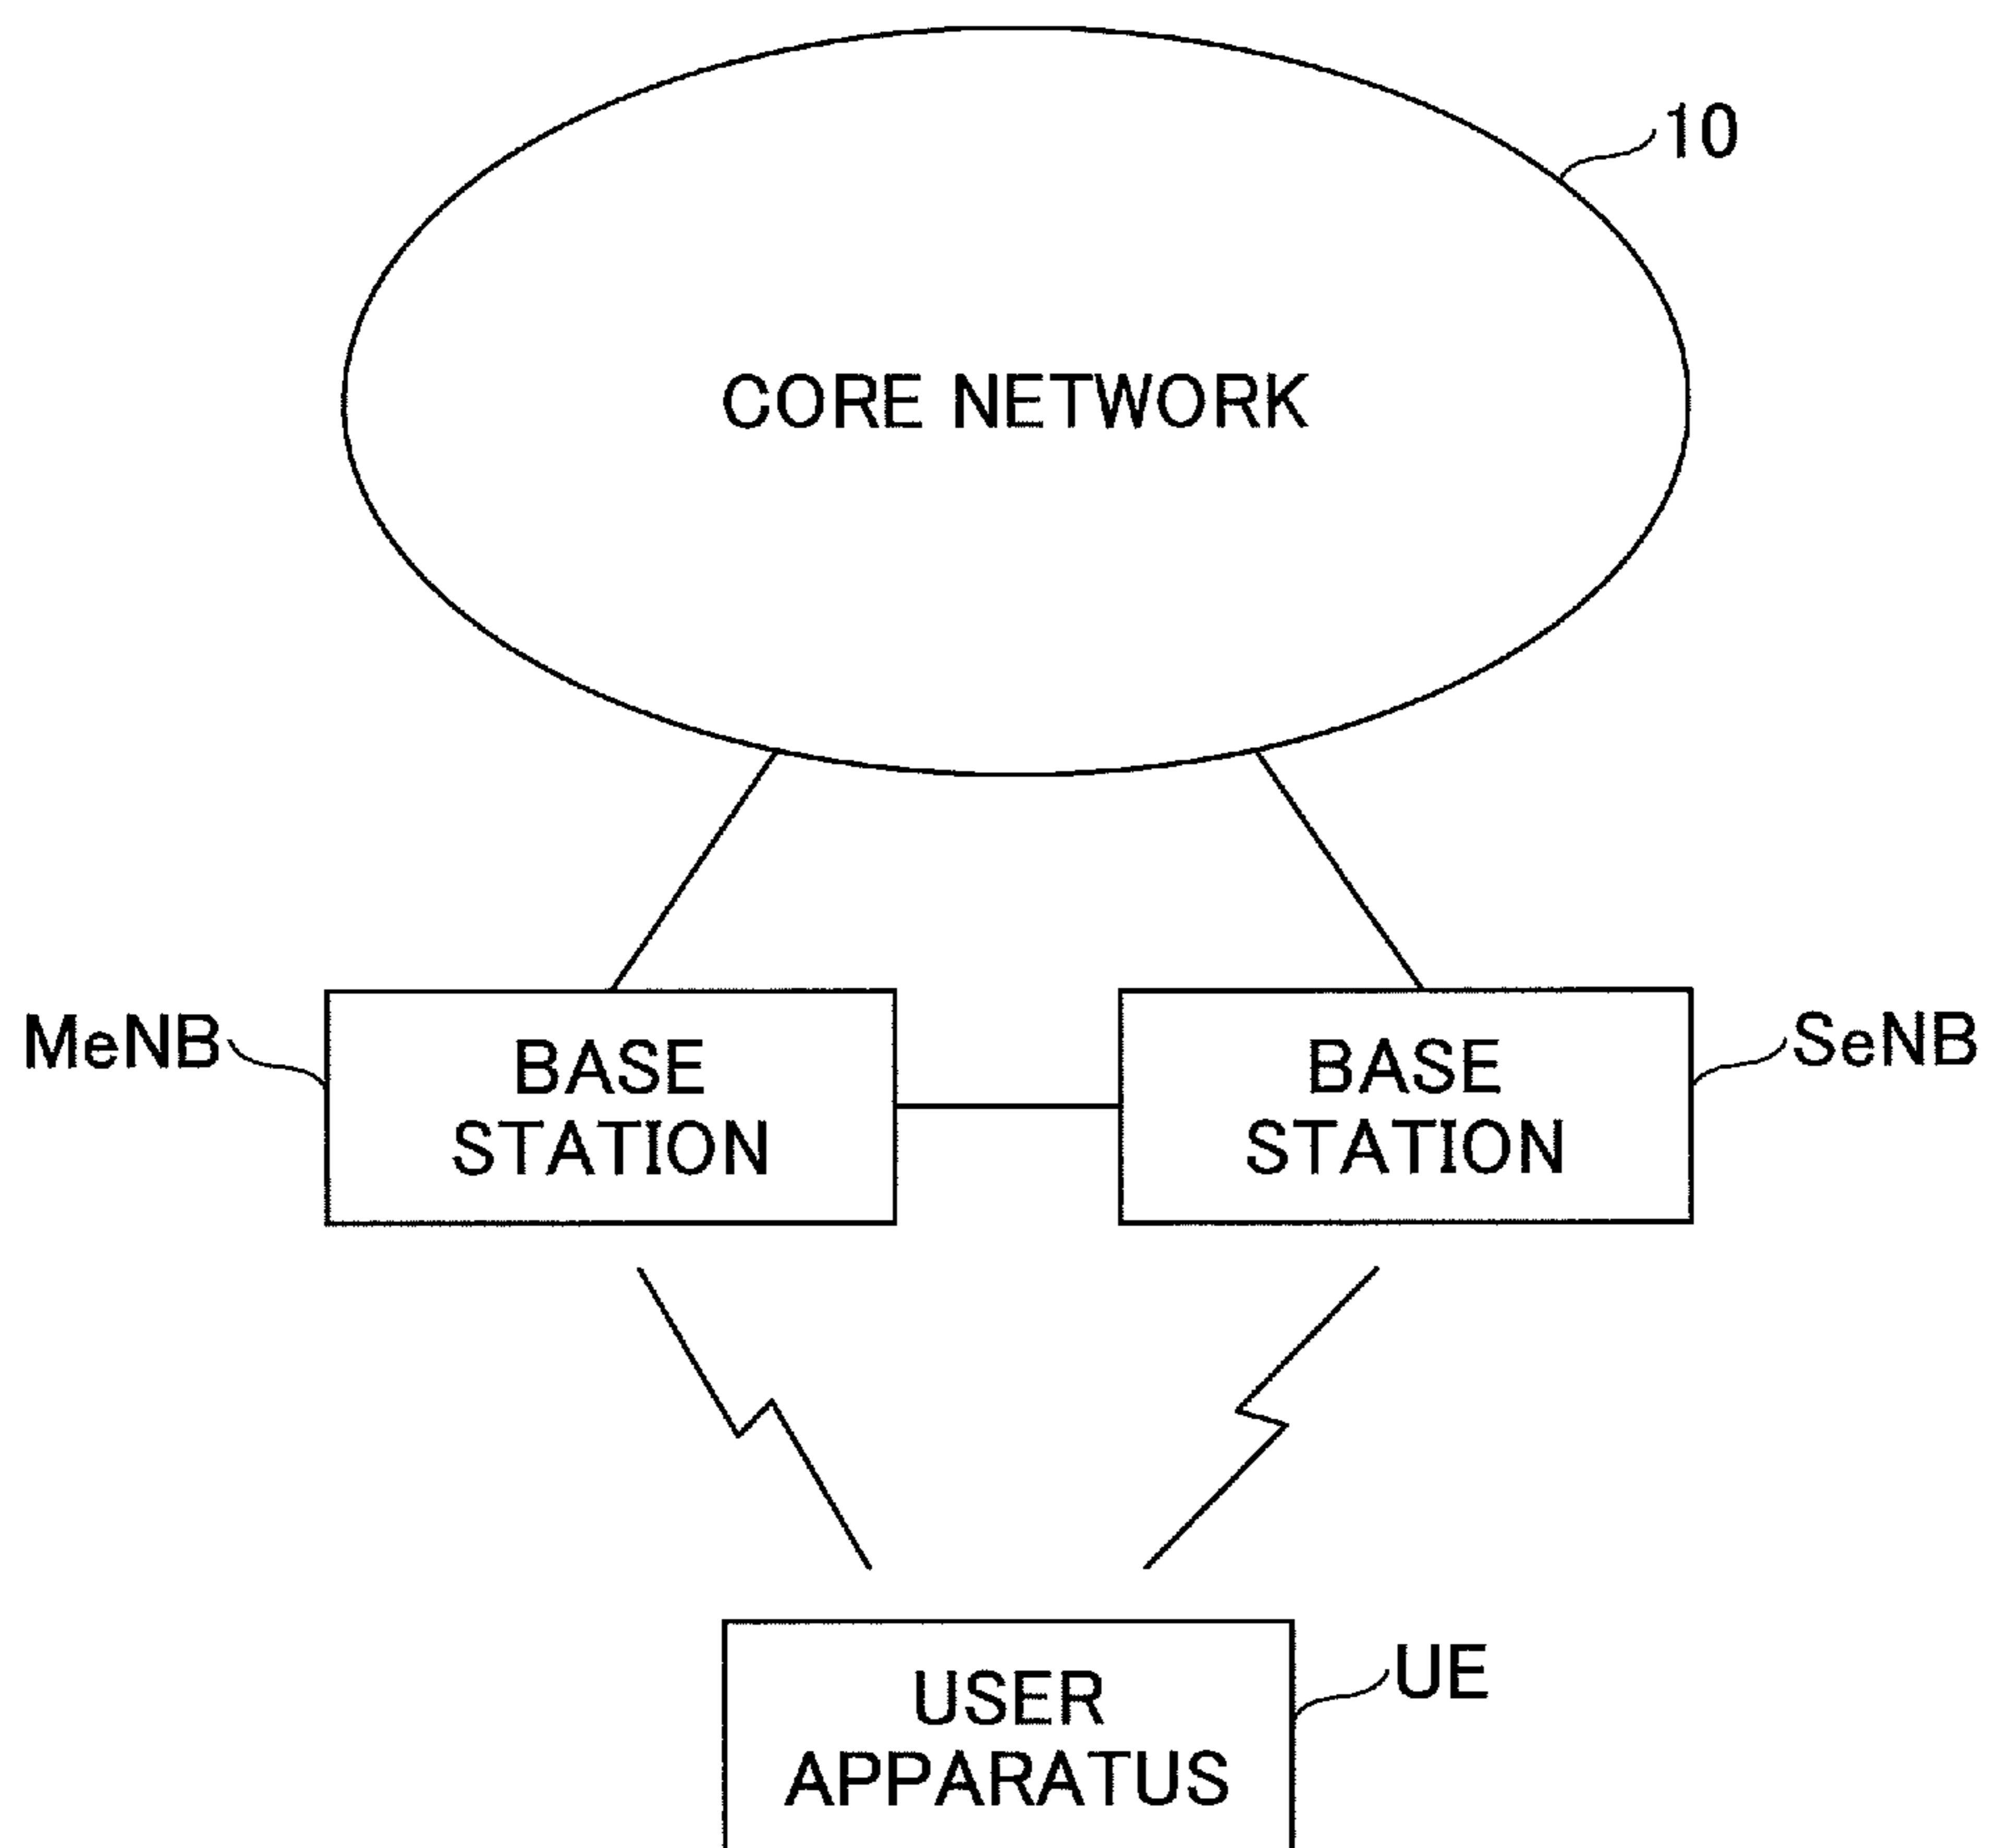 10
CORE NETWORK
MeNB
BASE
STATION
BASE
STATION
SeNB
USER
APPARATUS
UE